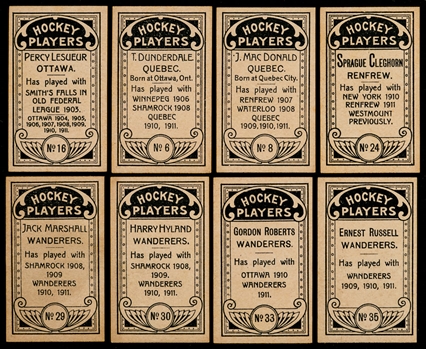 HOCKEY
PLAYERS
PERCY LESUEUR
OTTAWA.
Has played with
SMITH'S FALLS IN
OLD FEDERAL
LEAGUE 1903.
OTTAWA 1904, 1905,
1906, 1907, 1908, 1909,
1910, 1911.
No 16
HOCKEY
PLAYERS
T. DUNDERDALE
QUEBEC.
Born at Ottawa, Ont.
Has played with
WINNIPEG 1906
SHAMROCK 1908
QUEBEC
1910, 1911.
No 6
HOCKEY
PLAYERS
J. MAC DONALD
QUEBEC.
Born at Quebec City.
Has played with
RENFREW 1907
WATERLOO 1908
QUEBEC
1909, 1910, 1911.
No 8
HOCKEY
PLAYERS
SPRAGUE CLEGHORN
RENFREW.
Has played with
NEW YORK 1910
RENFREW 1911
WESTMOUNT
PREVIOUSLY.
No 24
HOCKEY
PLAYERS
JACK MARSHALL
WANDERERS.
Has played with
SHAMROCK 1908,
1909
WANDERERS
1910, 1911.
No 29
HOCKEY
PLAYERS
HARRY HYLAND
WANDERERS.
Has played with
SHAMROCK 1908,
1909.
WANDERERS
1910, 1911.
No 30
HOCKEY
PLAYERS
GORDON ROBERTS
WANDERERS.
Has played with
OTTAWA 1910
WANDERERS
1911.
No 33
HOCKEY
PLAYERS
ERNEST RUSSELL
WANDERERS.
Has played with
WANDERERS
1909, 1910, 1911.
No 35